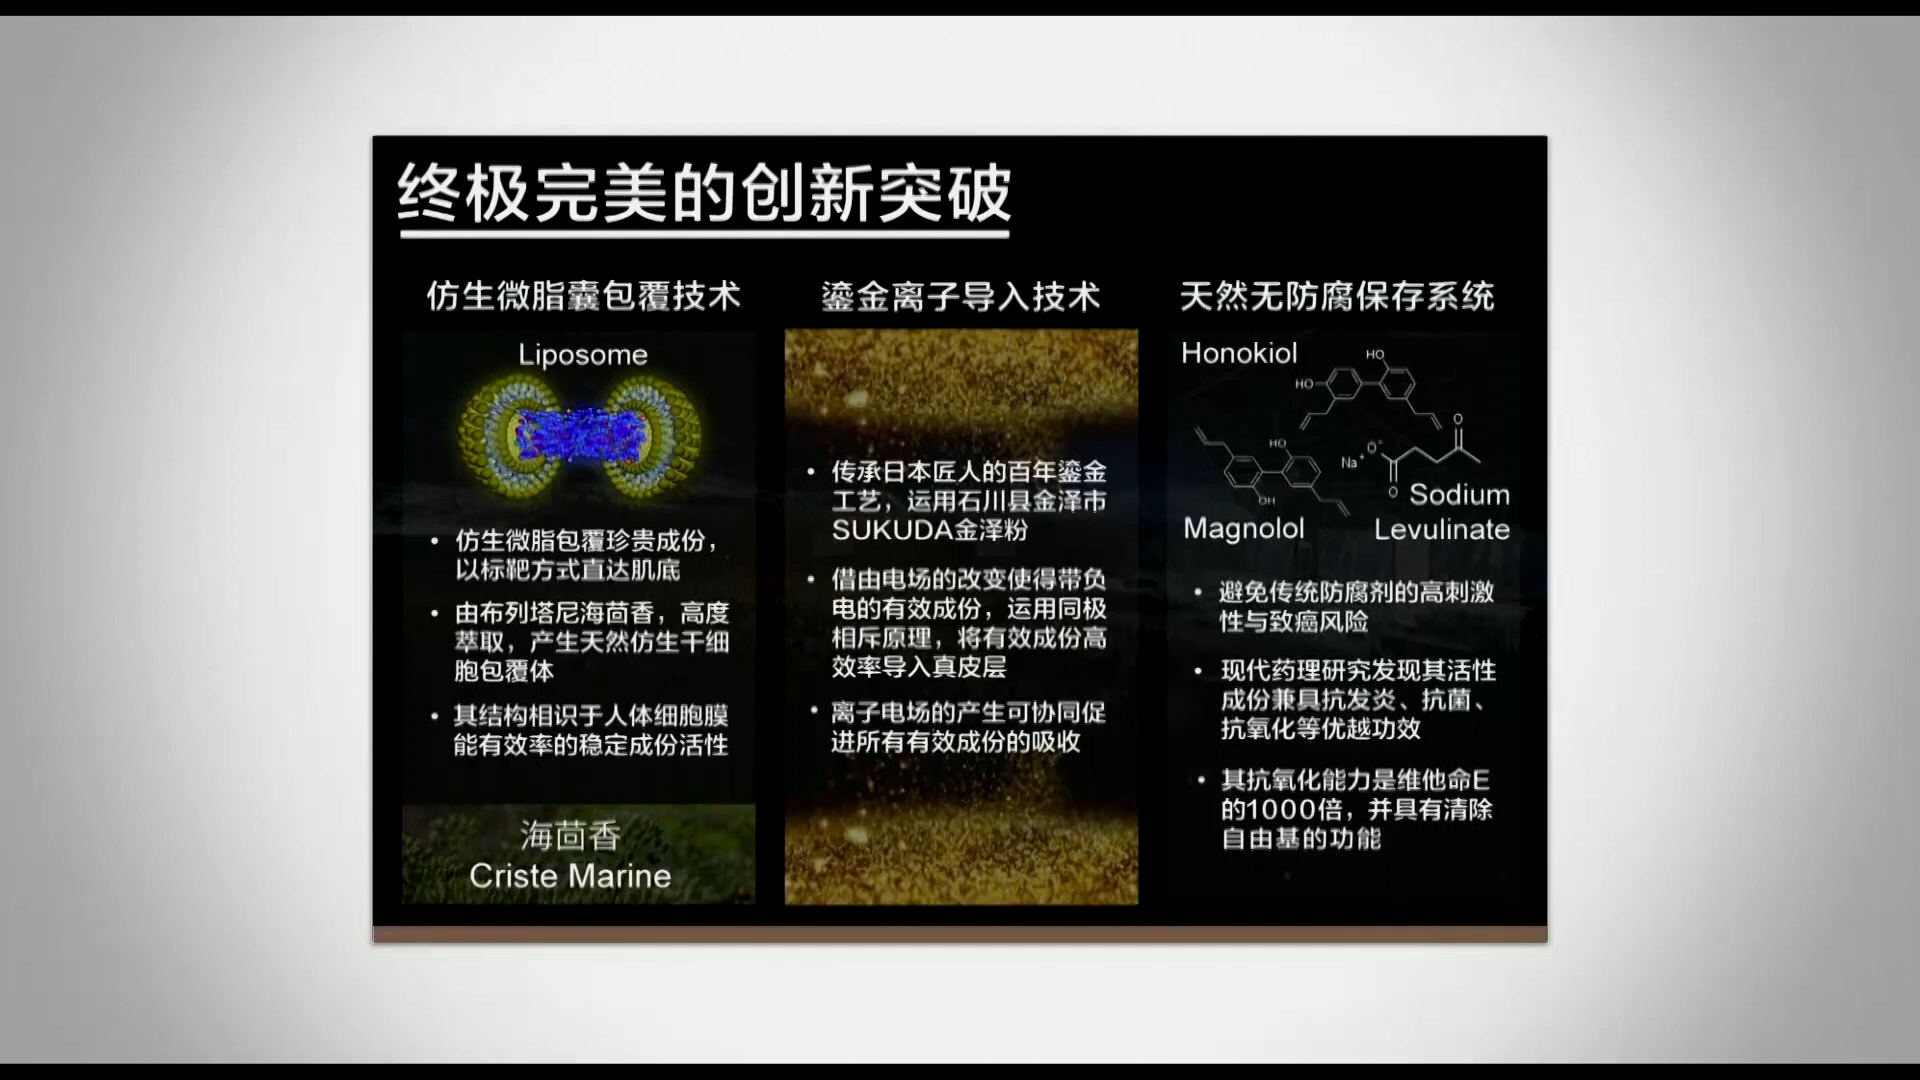 终极完美的创新突破
仿生微脂囊包覆技术
Liposome
• 仿生微脂包覆珍贵成份，
以标靶方式直达肌底
• 由布列塔尼海茴香，高度
萃取，产生天然仿生干细
胞包覆体
• 其结构相识于人体细胞膜
能有效率的稳定成份活性
海茴香
Criste Marine
鎏金离子导入技术
• 传承日本匠人的百年鎏金
工艺，运用石川县金泽市
SUKUDA金泽粉
• 借由电场的改变使得带负
电的有效成份，运用同极
相斥原理，将有效成份高
效率导入真皮层
• 离子电场的产生可协同促
进所有有效成份的吸收
天然无防腐保存系统
Honokiol
HO
HO
HO
OH
Magnolol
O
Na⁺ O⁻
O
Sodium
Levulinate
• 避免传统防腐剂的高刺激
性与致癌风险
• 现代药理研究发现其活性
成份兼具抗发炎、抗菌、
抗氧化等优越功效
• 其抗氧化能力是维他命E
的1000倍，并具有清除
自由基的功能